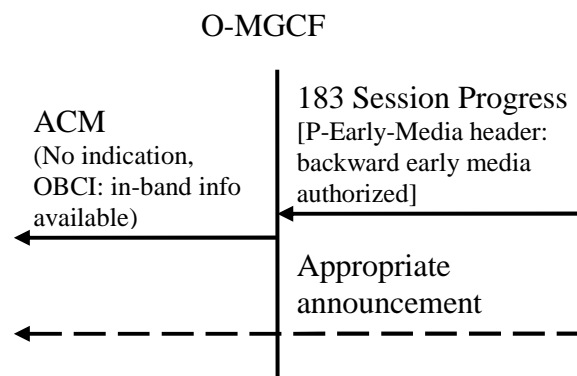 O-MGCF
ACM
(No indication,
OBCI: in-band info
available)
183 Session Progress
[P-Early-Media header:
backward early media
authorized]
Appropriate
announcement